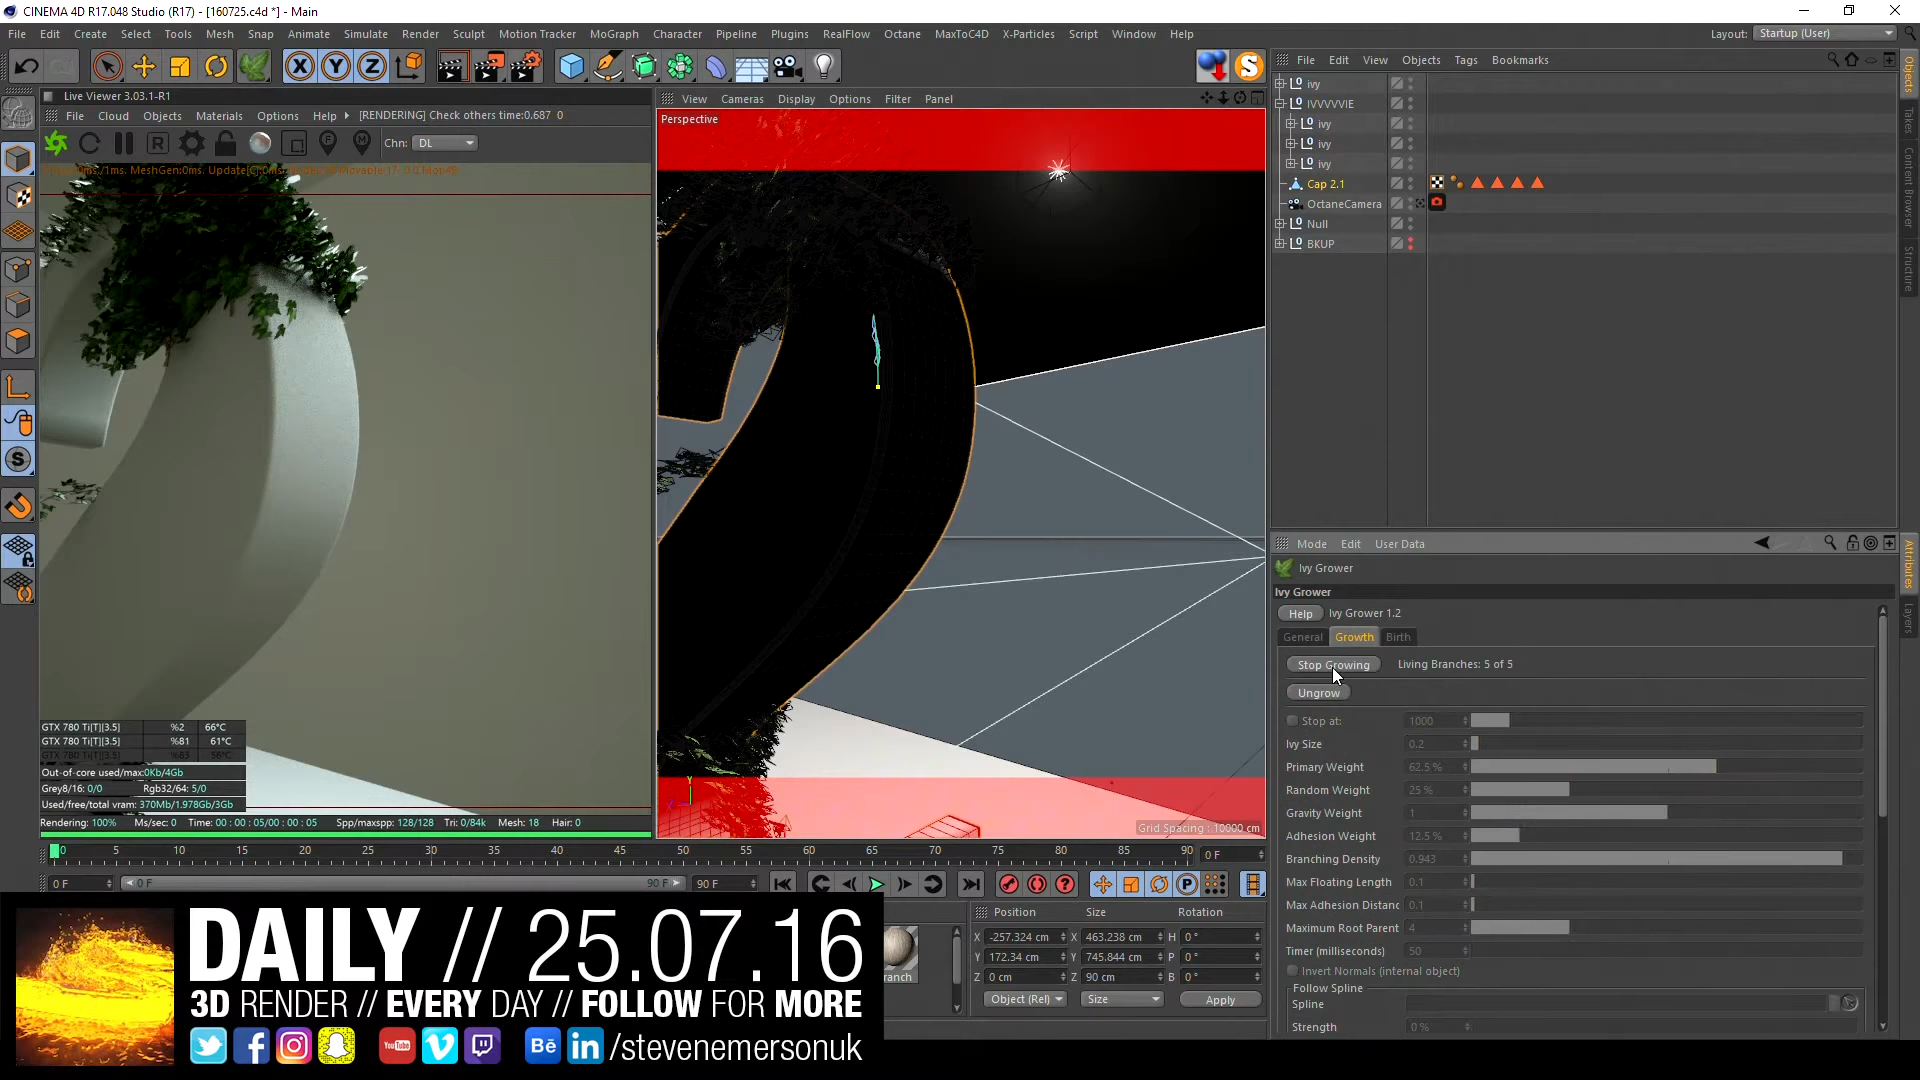 CINEMA 4D R17.048 Studio (R17) - [160725.c4d *] - Main
File Edit Create Select Tools Mesh Snap Animate Simulate Render Sculpt Motion Tracker MoGraph Character Pipeline Plugins RealFlow Octane MaxToC4D X-Particles Script Window Help Layout: Startup (User)
X Y Z
Live Viewer 3.03.1-R1
File Cloud Objects Materials Options Help [RENDERING] Check others time:0.687 0
Chn: DL
View Cameras Display Options Filter Panel
Perspective
File Edit View Objects Tags Bookmarks
ivy
IVVVVVIE
ivy
ivy
ivy
Cap 2.1
OctaneCamera
Null
BKUP
Objects
Takes
Content Browser
Structure
Attributes
Layers
Mode Edit User Data
Ivy Grower
Ivy Grower
Help Ivy Grower 1.2
General Growth Birth
Stop Growing Living Branches: 5 of 5
Ungrow
Stop at: 1000
Ivy Size 0.2
Primary Weight 62.5 %
Random Weight 25 %
Gravity Weight 1
Adhesion Weight 12.5 %
Branching Density 0.943
Max Floating Length 0.1
Max Adhesion Distanc 0.1
Maximum Root Parent 4
Timer (milliseconds) 50
Invert Normals (internal object)
Follow Spline
Spline
Strength 0 %
GTX 780 Ti[T][3.5] %2 66°C
GTX 780 Ti[T][3.5] %81 61°C
Out-of-core used/max:0Kb/4Gb
Grey8/16: 0/0 Rgb32/64: 5/0
Used/free/total vram: 370Mb/1.978Gb/3Gb
Rendering: 100% Ms/sec: 0 Time: 00 : 00 : 05/00 : 00 : 05 Spp/maxspp: 128/128 Tri: 0/84k Mesh: 18 Hair: 0
Grid Spacing : 10000 cm
0 5 10 15 20 25 30 35 40 45 50 55 60 65 70 75 80 85 90 0 F
0 F 0 F 90 F 90 F
Position Size Rotation
X -257.324 cm X 463.238 cm H 0 °
Y 172.34 cm Y 745.844 cm P 0 °
Z 0 cm Z 90 cm B 0 °
Object (Rel) Size Apply
ranch
DAILY // 25.07.16
3D RENDER // EVERY DAY // FOLLOW FOR MORE
You Tube Bē in /stevenemersonuk